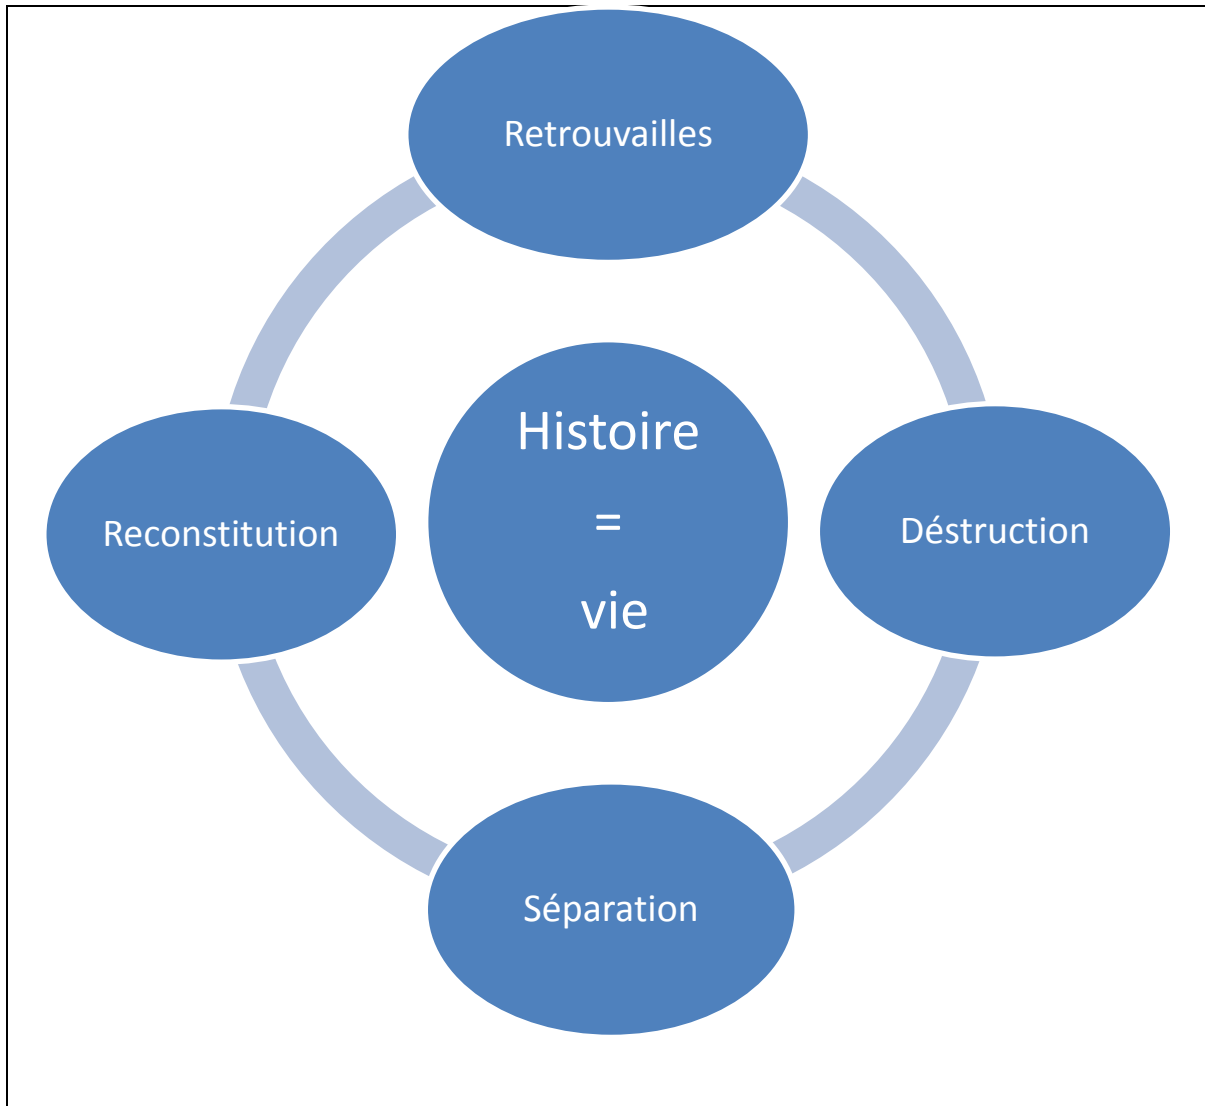 Retrouvailles
Histoire
=
vie
Reconstitution
Déstruction
Séparation